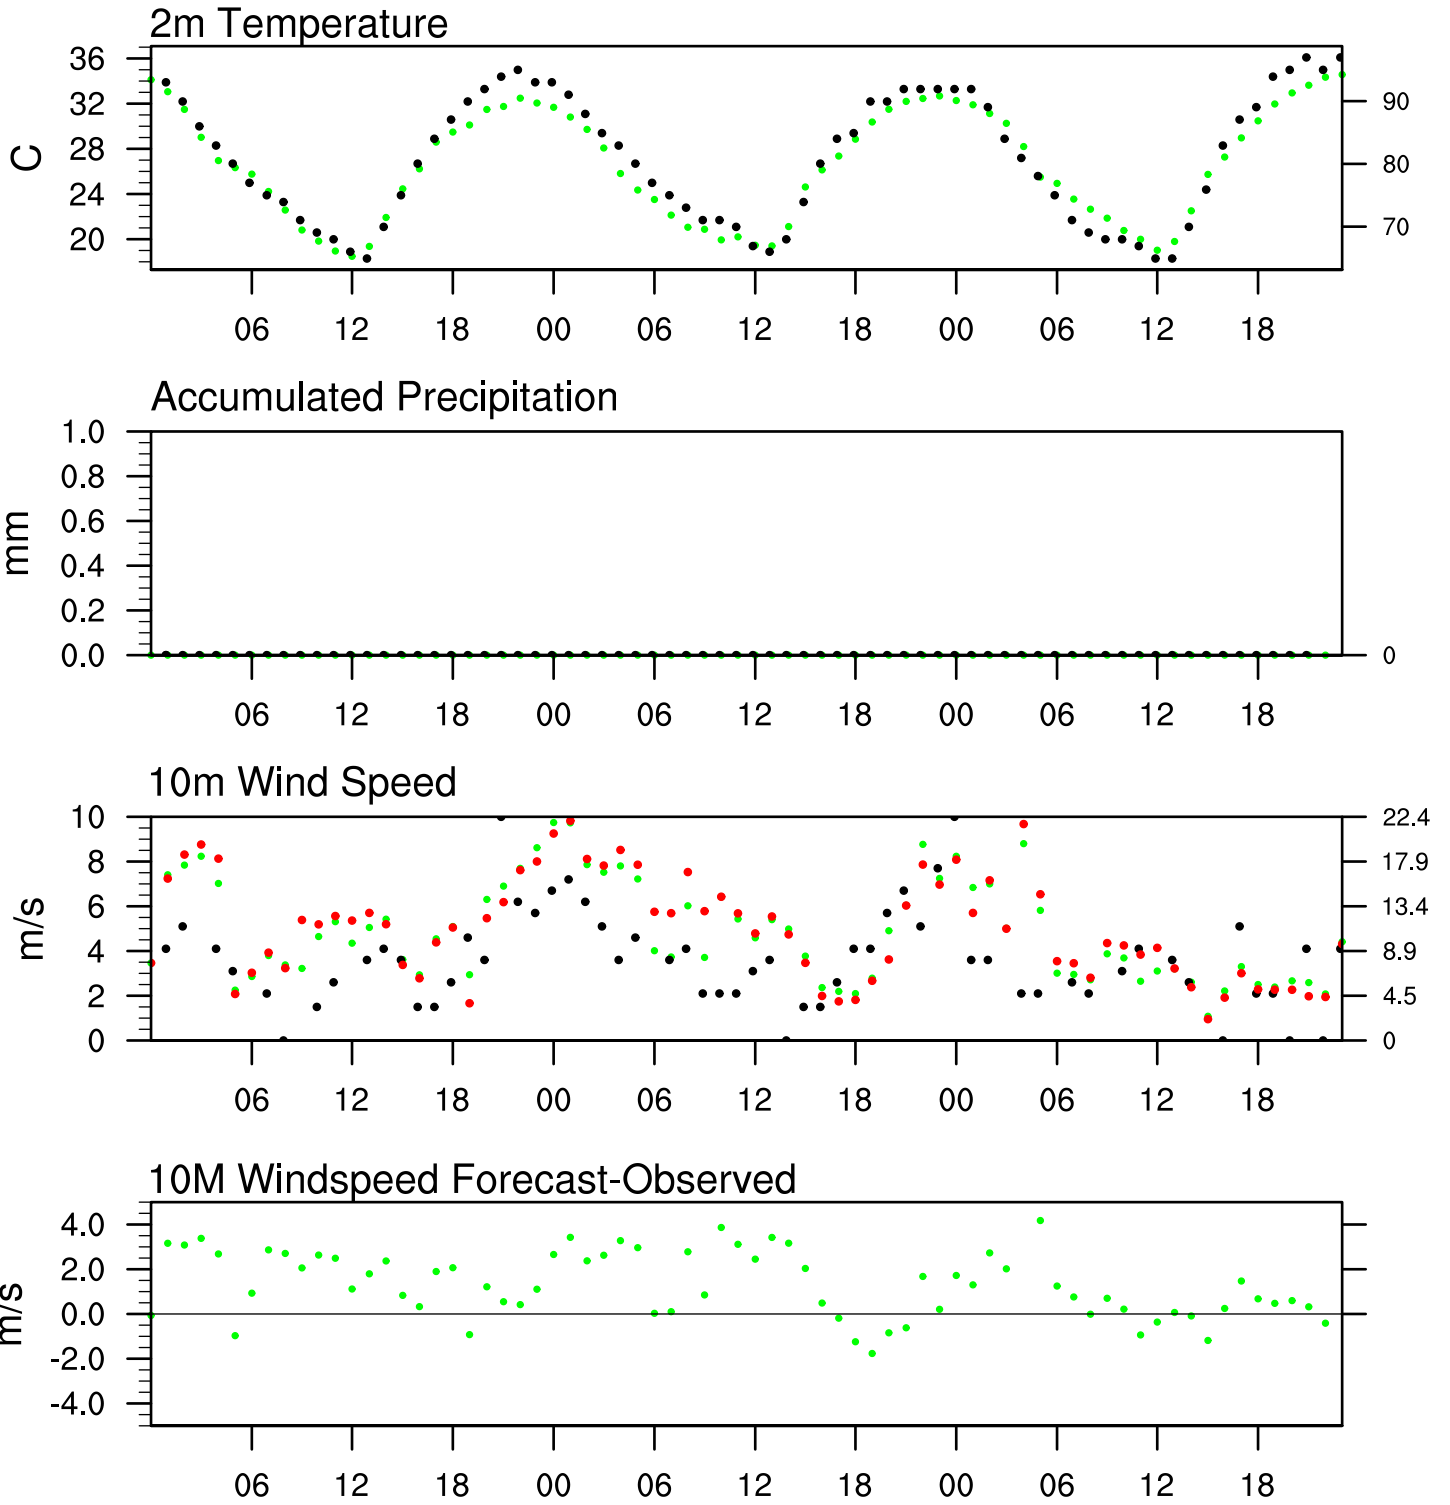 2m Temperature
36
32
28
24
20
C
90
80
70
06 12 18 00 06 12 18 00 06 12 18
Accumulated Precipitation
1.0
0.8
0.6
0.4
0.2
0.0
mm
0
06 12 18 00 06 12 18 00 06 12 18
10m Wind Speed
10
8
6
4
2
0
m/s
22.4
17.9
13.4
8.9
4.5
0
06 12 18 00 06 12 18 00 06 12 18
10M Windspeed Forecast-Observed
4.0
2.0
0.0
-2.0
-4.0
m/s
06 12 18 00 06 12 18 00 06 12 18